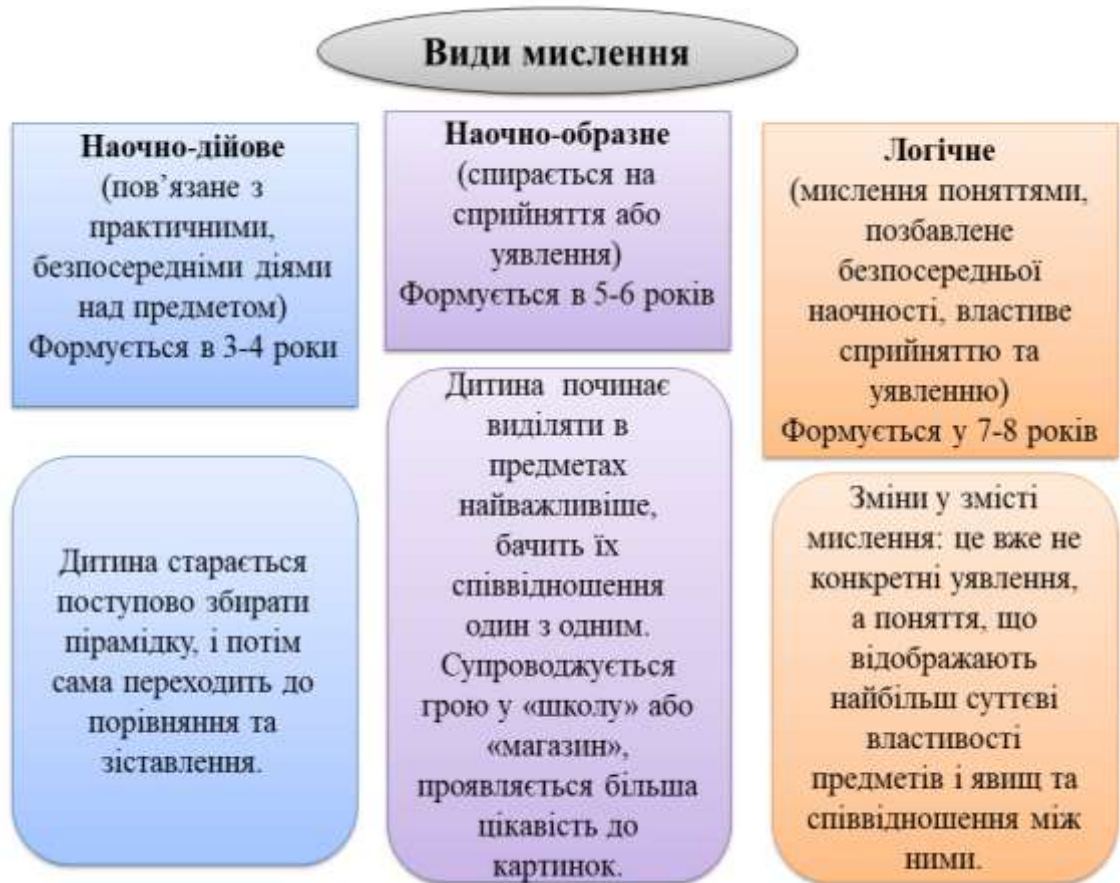 Види мислення
Наочно-дійове
(пов’язане з
практичними,
безпосередніми діями
над предметом)
Формується в 3-4 роки
Дитина старається
поступово збирати
пірамідку, і потім
сама переходить до
порівняння та
зіставлення.
Наочно-образне
(спирається на
сприйняття або
уявлення)
Формується в 5-6 років
Дитина починає
виділяти в
предметах
найважливіше,
бачить їх
співвідношення
один з одним.
Супроводжується
грою у «школу» або
«магазин»,
проявляється більша
цікавість до
картинок.
Логічне
(мислення поняттями,
позбавлене
безпосередньої
наочності, властиве
сприйняттю та
уявленню)
Формується у 7-8 років
Зміни у змісті
мислення: це вже не
конкретні уявлення,
а поняття, що
відображають
найбільш суттєві
властивості
предметів і явищ та
співвідношення між
ними.